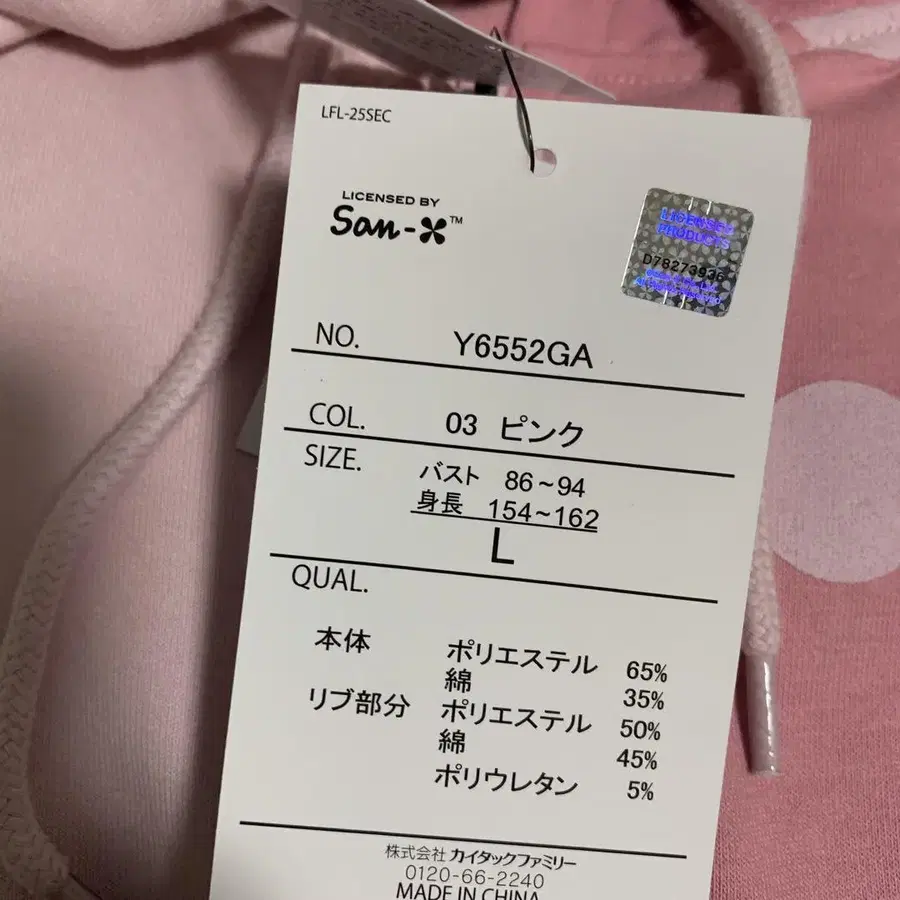 LFL-25SEC
LICENSED BY
San-X™
LICENSED
PRODUCTS
D78273936
NO. Y6552GA
COL. 03 ピンク
SIZE. バスト 86~94
身長 154~162
L
QUAL.
本体 ポリエステル 65%
綿 35%
リブ部分 ポリエステル 50%
綿 45%
ポリウレタン 5%
株式会社カイタックファミリー
0120-66-2240
MADE IN CHINA